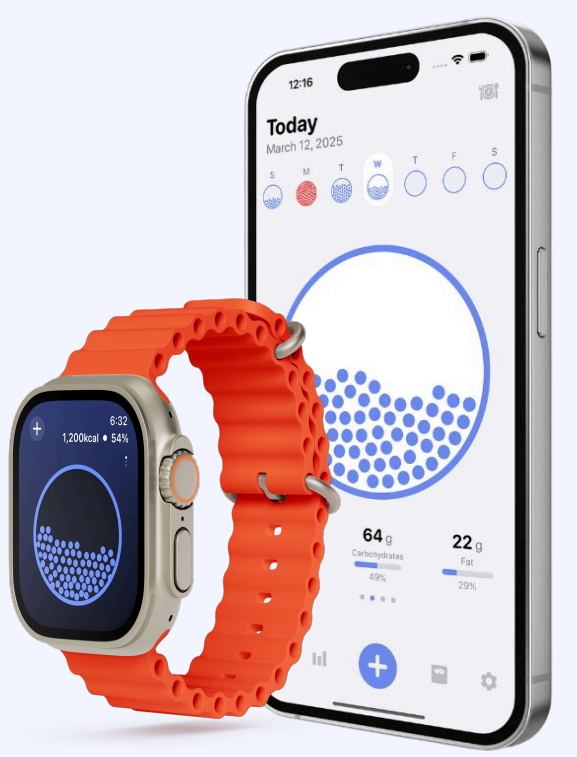 12:16
Today
March 12, 2025
S M T W T F S
6:32
1,200kcal • 54%
64 g
Carbohydrates
49%
22 g
Fat
29%